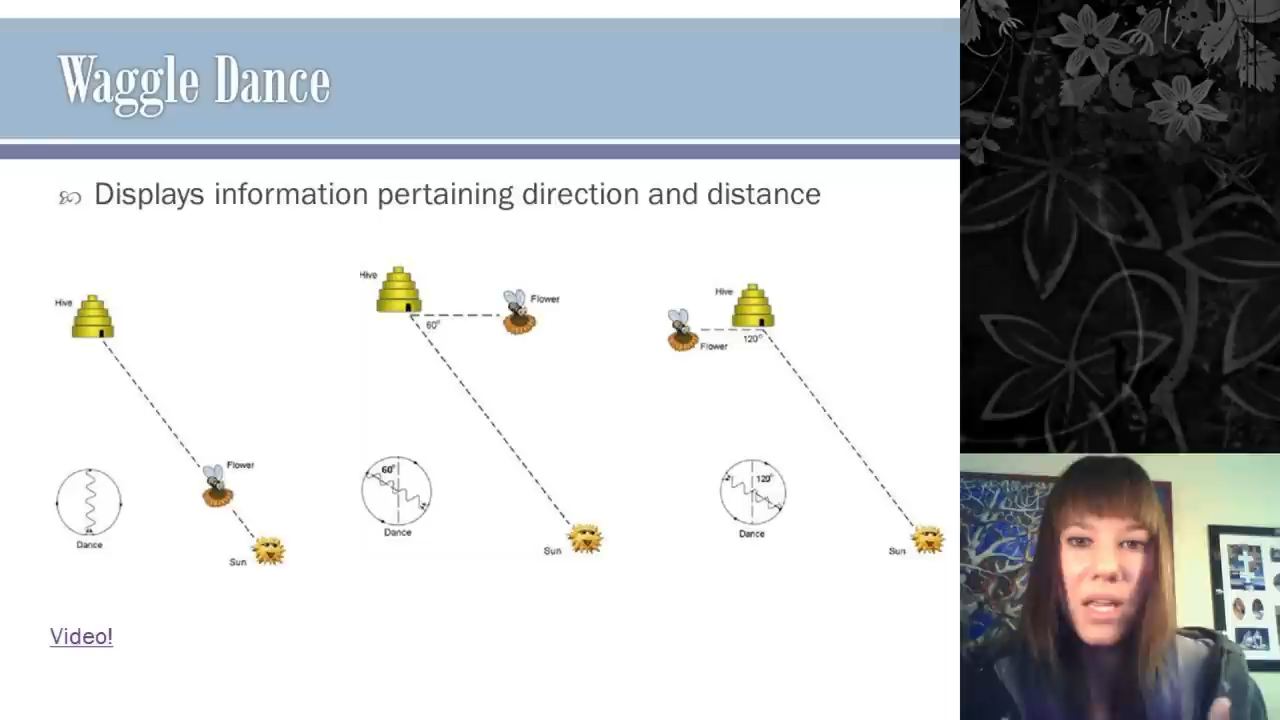 Waggle Dance
Displays information pertaining direction and distance
Hive
Flower
Sun
Dance
Hive
60°
Flower
60°
Dance
Sun
Hive
Flower
120°
120°
Dance
Sun
Video!